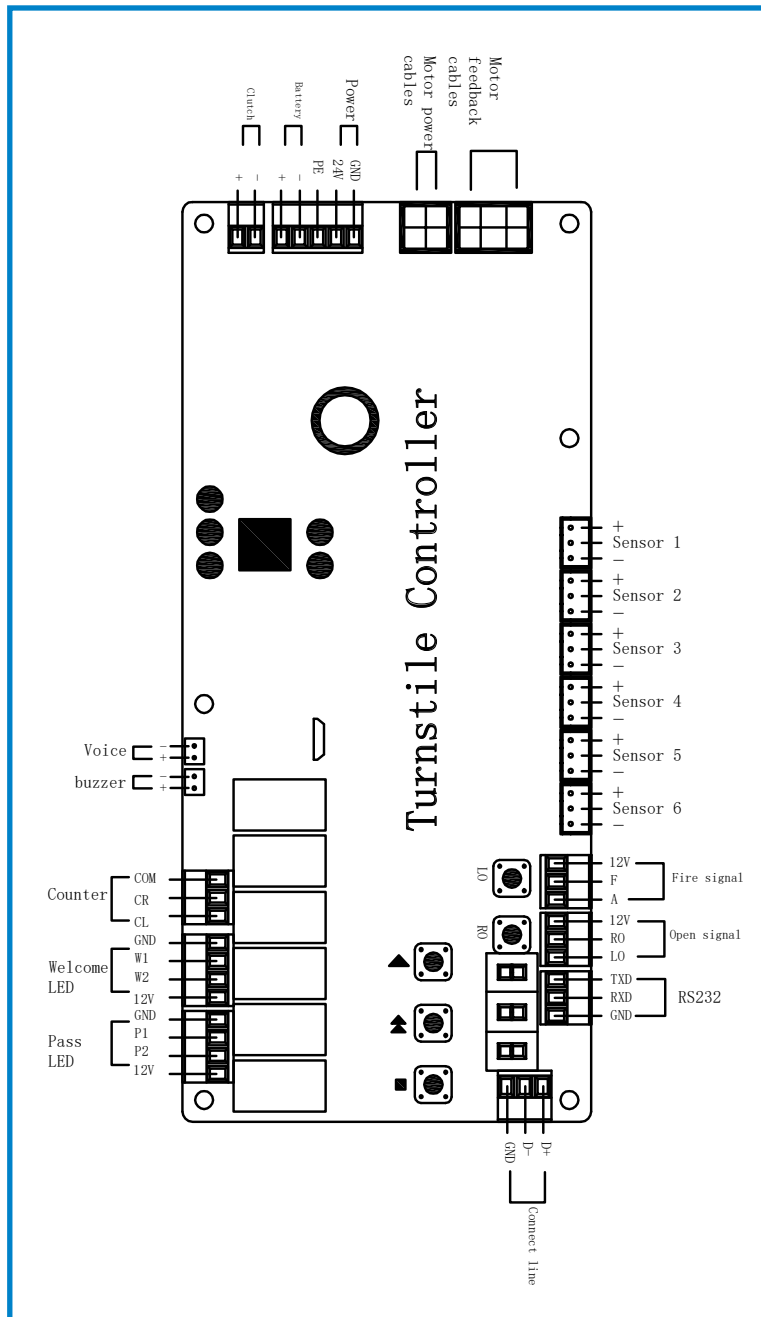 Clutch
+
-
Battery
+
-
Power
PE
24V
GND
Motor power
cables
Motor
feedback
cables
Turnstile Controller
+
Sensor 1
-
+
Sensor 2
-
+
Sensor 3
-
+
Sensor 4
-
+
Sensor 5
-
+
Sensor 6
-
Voice
-
+
buzzer
-
+
Counter
COM
CR
CL
Welcome
LED
GND
W1
W2
12V
Pass
LED
GND
P1
P2
12V
LO
RO
12V
F
A
Fire signal
12V
RO
LO
Open signal
TXD
RXD
GND
RS232
GND
D-
D+
Connect line